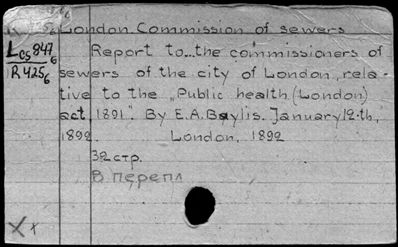 London Commission of sewers
Lcs 847 6
R 425 6
Report to...the commissioners of
sewers of the city of London, rela-
tive to the „Public health (London)
act, 1891". By E.A. Baylis. January 12-th,
1892. London, 1892
32 стр.
В перепл